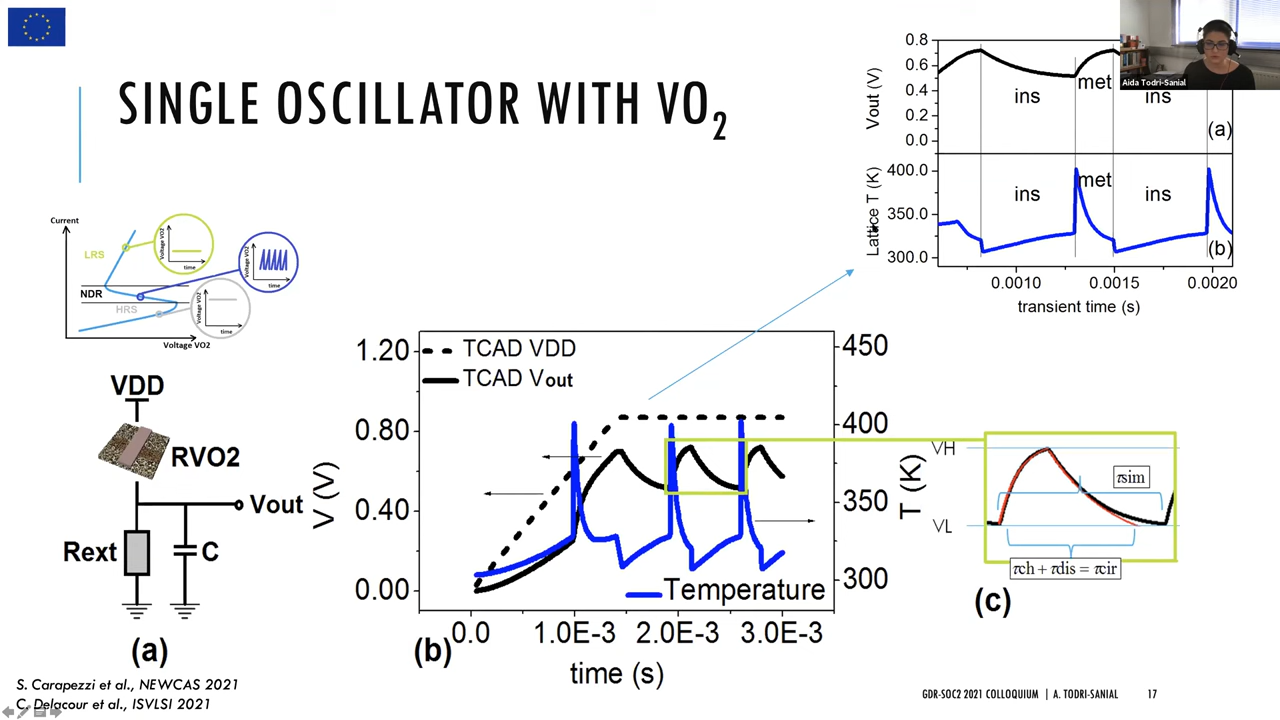 SINGLE OSCILLATOR WITH VO2
Aida Todri-Sanial
Vout (V)
0.8
0.6
0.4
0.2
0.0
ins
met
ins
(a)
Lattice T (K)
400.0
350.0
300.0
ins
met
ins
(b)
0.0010
0.0015
0.0020
transient time (s)
Current
LRS
NDR
HRS
Voltage VO2
time
Voltage VO2
time
Voltage VO2
time
Voltage VO2
VDD
RVO2
Vout
Rext
C
(a)
TCAD VDD
TCAD Vout
1.20
0.80
0.40
0.00
V (V)
450
400
350
300
T (K)
Temperature
0.0
1.0E-3
2.0E-3
3.0E-3
time (s)
(b)
VH
VL
τsim
τch + τdis = τcir
(c)
S. Carapezzi et al., NEWCAS 2021
C. Delacour et al., ISVLSI 2021
GDR-SOC2 2021 COLLOQUIUM | A. TODRI-SANIAL
17